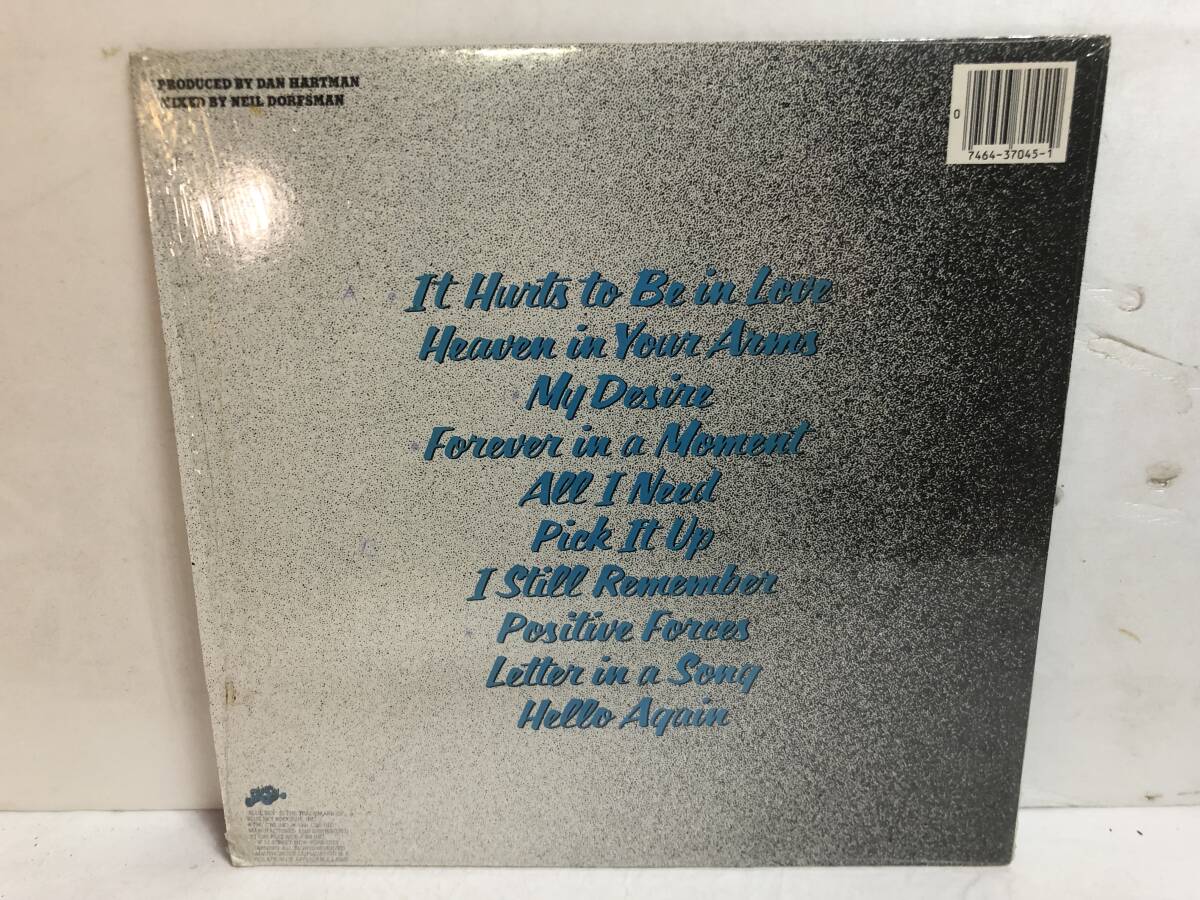 PRODUCED BY DAN HARTMAN
MIXED BY NEIL DORFSMAN
0
7464-37045-1
It Hurts to Be in Love
Heaven in Your Arms
My Desire
Forever in a Moment
All I Need
Pick It Up
I Still Remember
Positive Forces
Letter in a Song
Hello Again